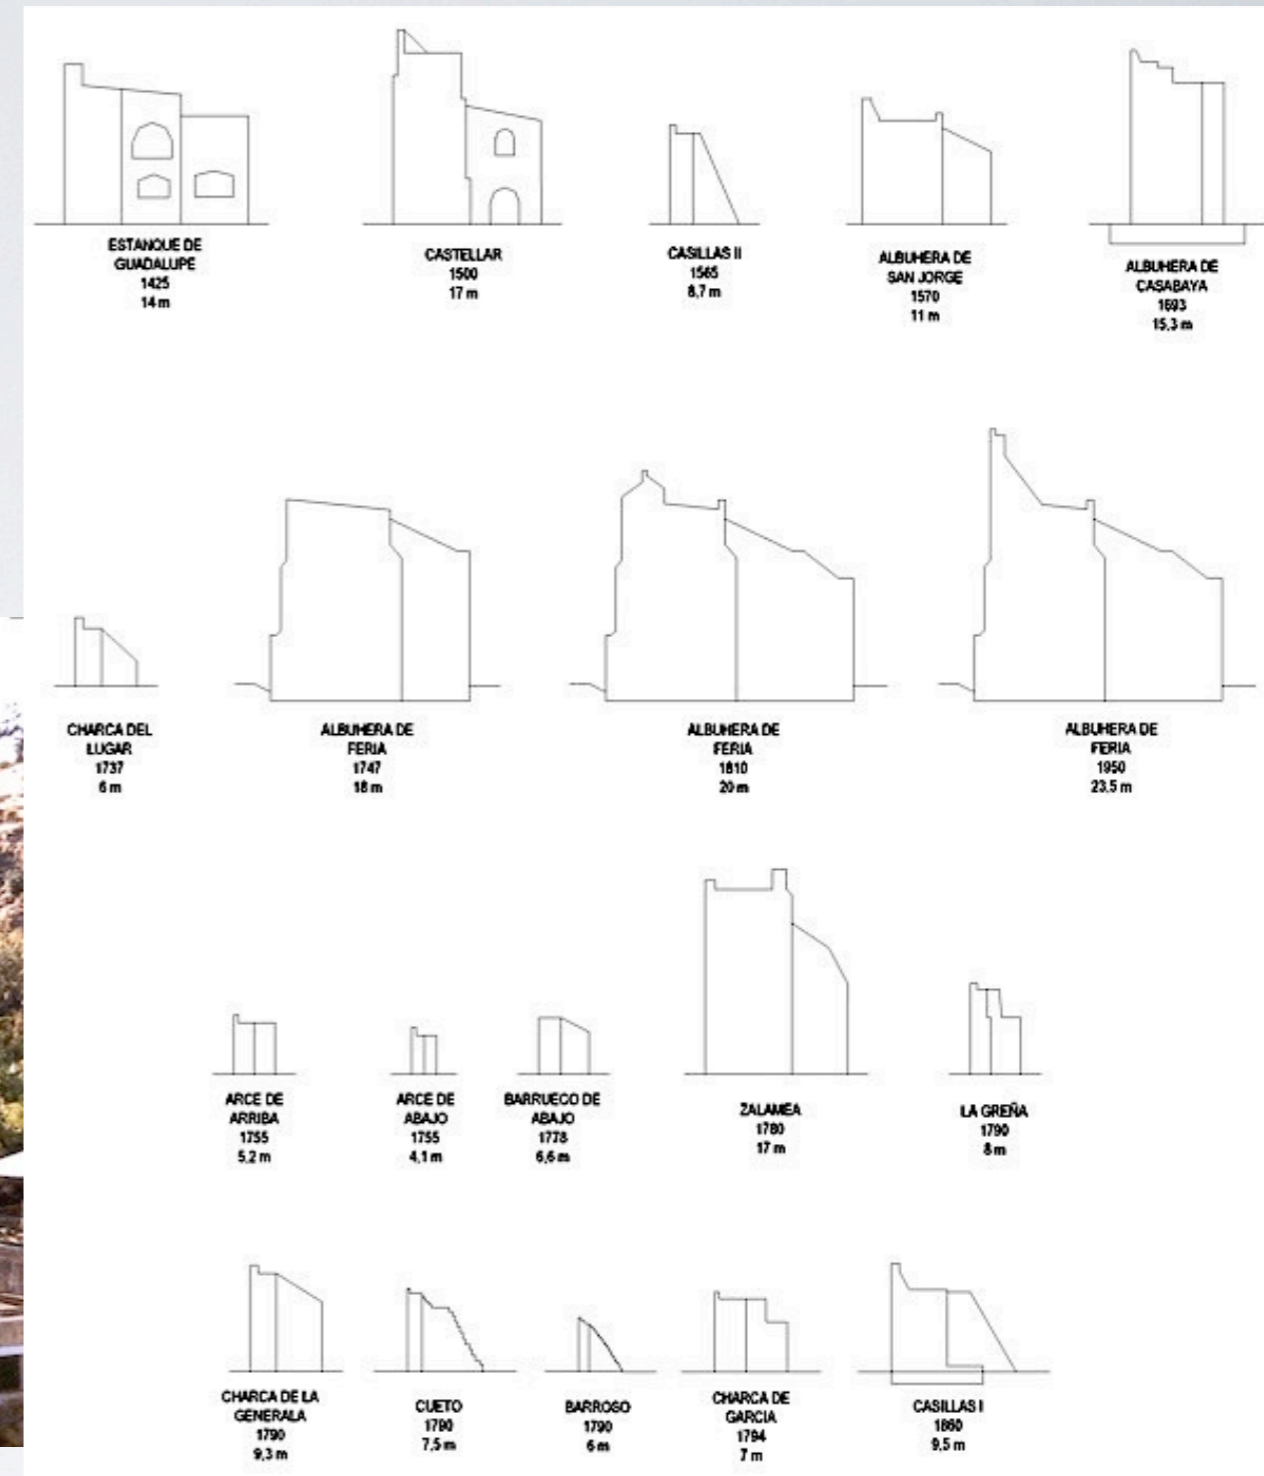 ESTANQUE DE
GUADALUPE
1425
14 m
CASTELLAR
1500
17 m
CASILLAS II
1565
8,7 m
ALBUHERA DE
SAN JORGE
1570
11 m
ALBUHERA DE
CASABAYA
1693
15,3 m
CHARCA DEL
LUGAR
1737
6 m
ALBUHERA DE
FERIA
1747
18 m
ALBUHERA DE
FERIA
1810
20 m
ALBUHERA DE
FERIA
1950
23,5 m
ARCE DE
ARRIBA
1755
5,2 m
ARCE DE
ABAJO
1755
4,1 m
BARRUECO DE
ABAJO
1778
6,6 m
ZALAMEA
1780
17 m
LA GREÑA
1790
8 m
CHARCA DE LA
GENERALA
1790
9,3 m
CUETO
1790
7,5 m
BARROSO
1790
6 m
CHARCA DE
GARCIA
1794
7 m
CASILLAS I
1860
9,5 m